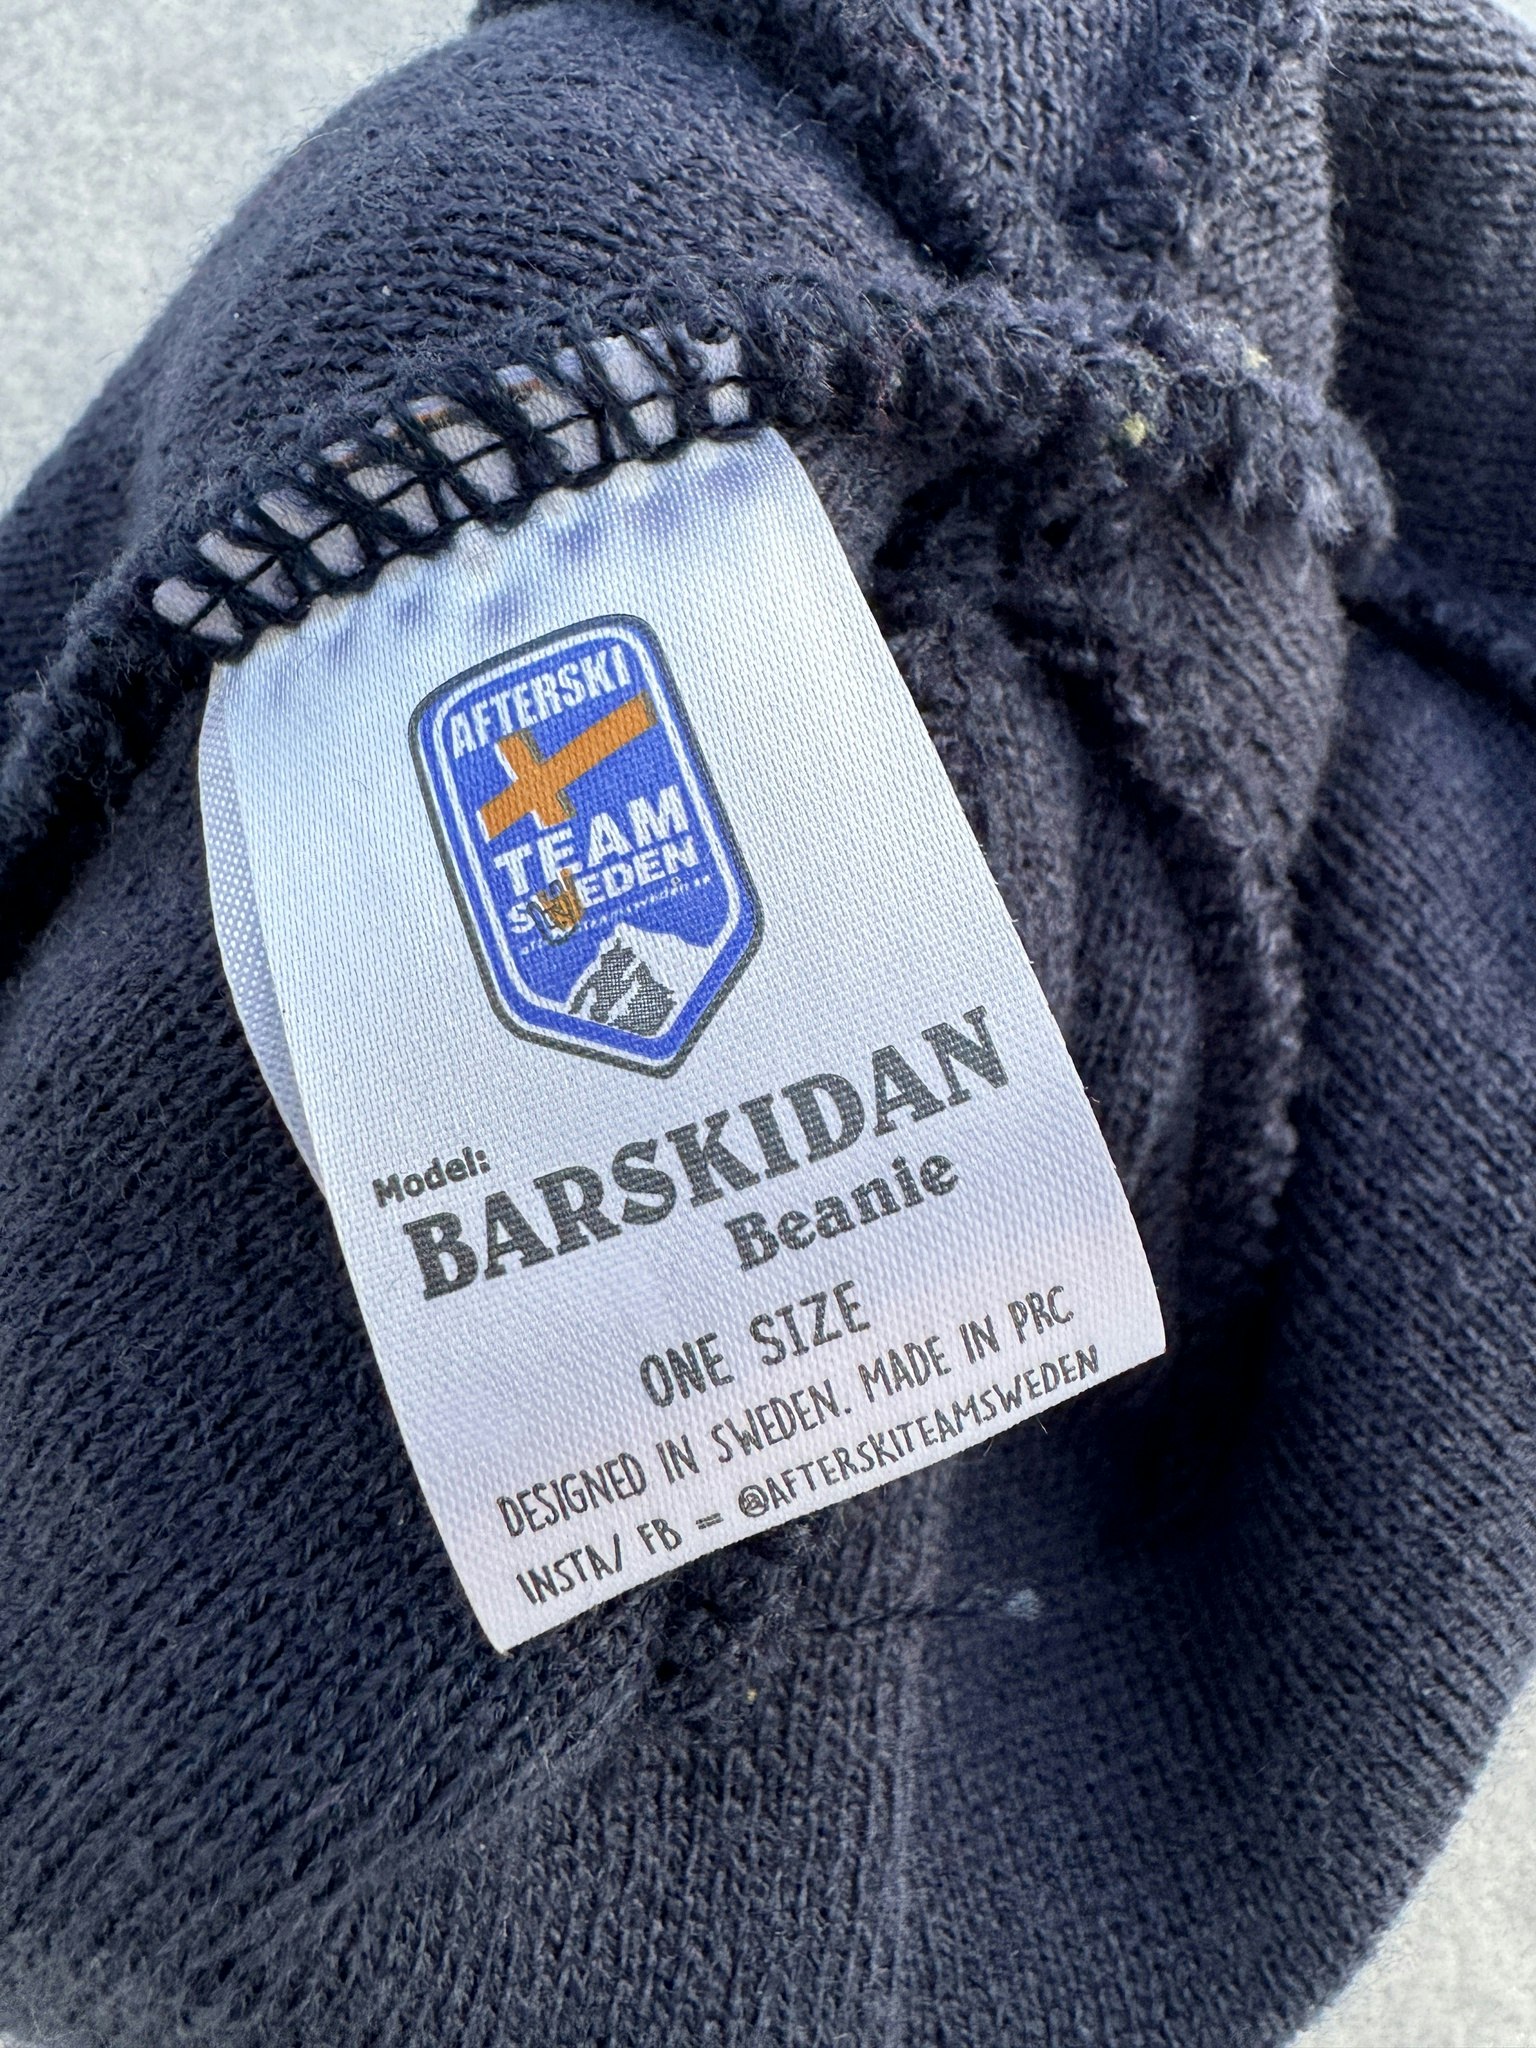 AFTERSKI
TEAM
SWEDEN
Model:
BARSKIDAN
Beanie
ONE SIZE
DESIGNED IN SWEDEN. MADE IN PRC
INSTA/ FB = @AFTERSKITEAMSWEDEN